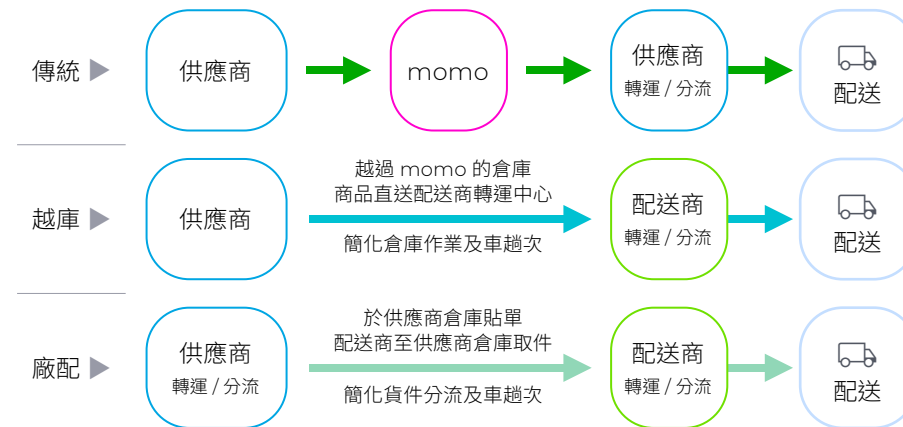 傳統
供應商
momo
供應商
轉運 / 分流
配送
越庫
供應商
越過 momo 的倉庫
商品直送配送商轉運中心
簡化倉庫作業及車趟次
配送商
轉運 / 分流
配送
廠配
供應商
轉運 / 分流
於供應商倉庫貼單
配送商至供應商倉庫取件
簡化貨件分流及車趟次
配送商
轉運 / 分流
配送